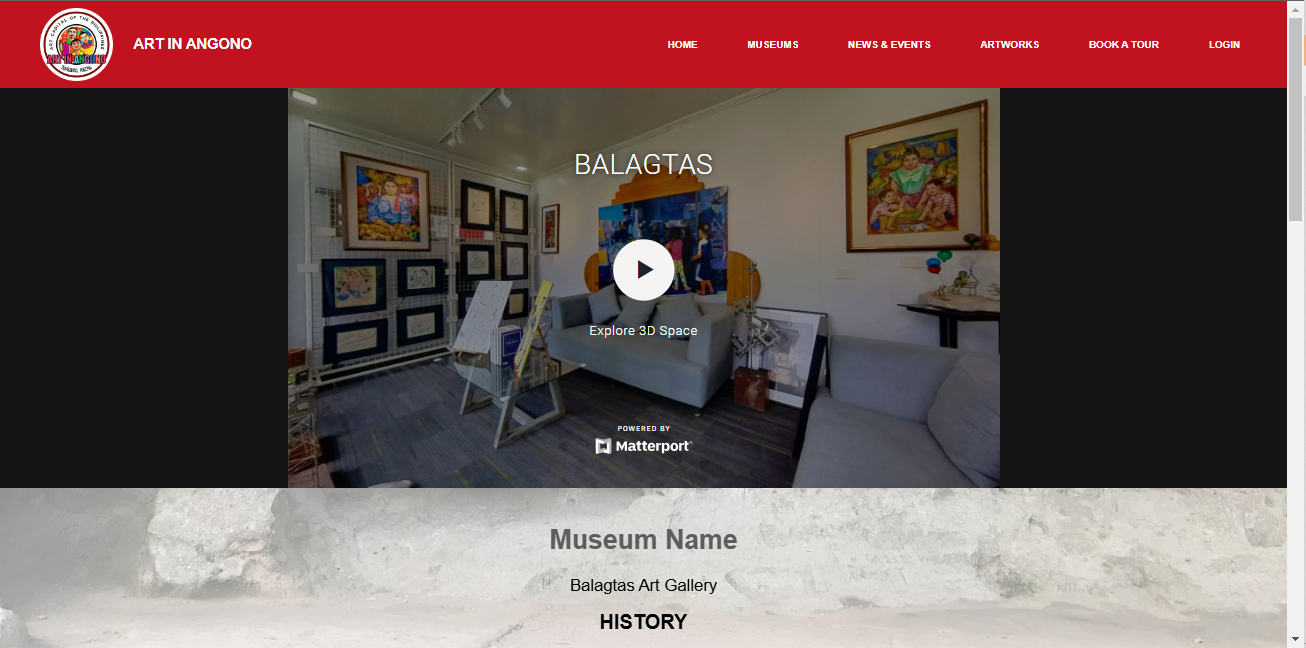 ART CAPITAL OF THE PHILIPPINES
ART IN ANGONO
ANGONO, RIZAL
ART IN ANGONO
HOME
MUSEUMS
NEWS & EVENTS
ARTWORKS
BOOK A TOUR
LOGIN
BALAGTAS
Explore 3D Space
POWERED BY
Matterport
Museum Name
Balagtas Art Gallery
HISTORY